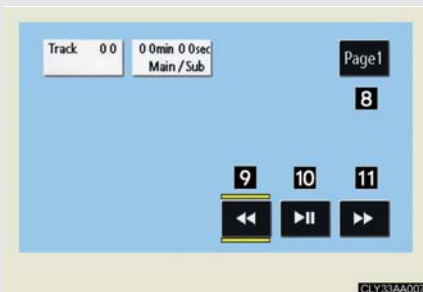 Track 0 0
0 0min 0 0sec
Main / Sub
Page1
8
9 10 11
CLY33AA007